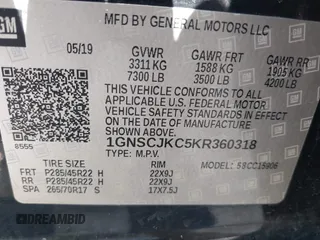 GM
MFD BY GENERAL MOTORS LLC
05/19 GVWR GAWR FRT GAWR RR
3311 KG 1588 KG 1905 KG
7300 LB 3500 LB 4200 LB
THIS VEHICLE CONFORMS TO ALL
APPLICABLE U.S. FEDERAL MOTOR
VEHICLE SAFETY STANDARDS
IN EFFECT ON THE DATE OF
MANUFACTURE SHOWN ABOVE.
8555
1GNSCJKC5KR360318
TYPE: M.P.V. MODEL:
TIRE RIM
FRT P285/45R22 H 22X9J
RR P285/45R22 H 22X9J
SPA 265/70R17 S 17X7.5J
DREAMBID